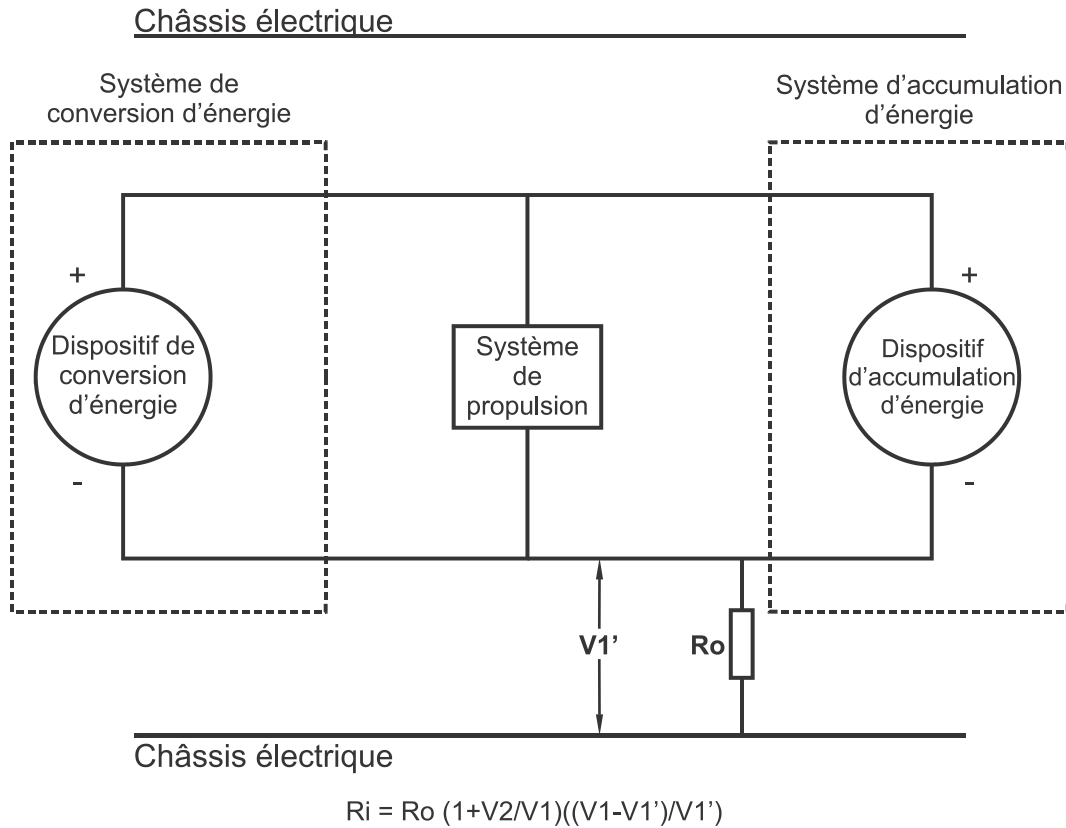 Châssis électrique
Système de
conversion d’énergie
Système d’accumulation
d’énergie
+
Dispositif de
conversion
d’énergie
-
Système
de
propulsion
+
Dispositif
d’accumulation
d’énergie
-
V1’
Ro
Châssis électrique
Ri = Ro (1+V2/V1)((V1-V1’)/V1’)